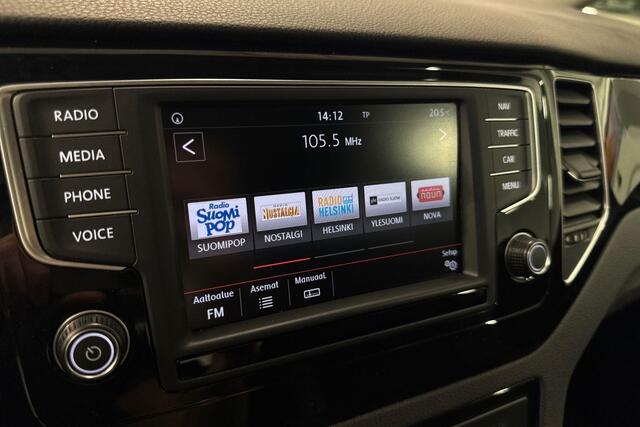 RADIO
MEDIA
PHONE
VOICE
14:12 TP 20.5°C
105.5 MHz
Radio
SUOMI
POP
NOSTALGIA
RADIO
HELSINKI
RADIO SUOMI
nova
SUOMIPOP NOSTALGI HELSINKI YLESUOMI NOVA
Setup
Aaltoalue Asemat Manuaal.
FM
NAV
TRAFFIC
CAR
MENU